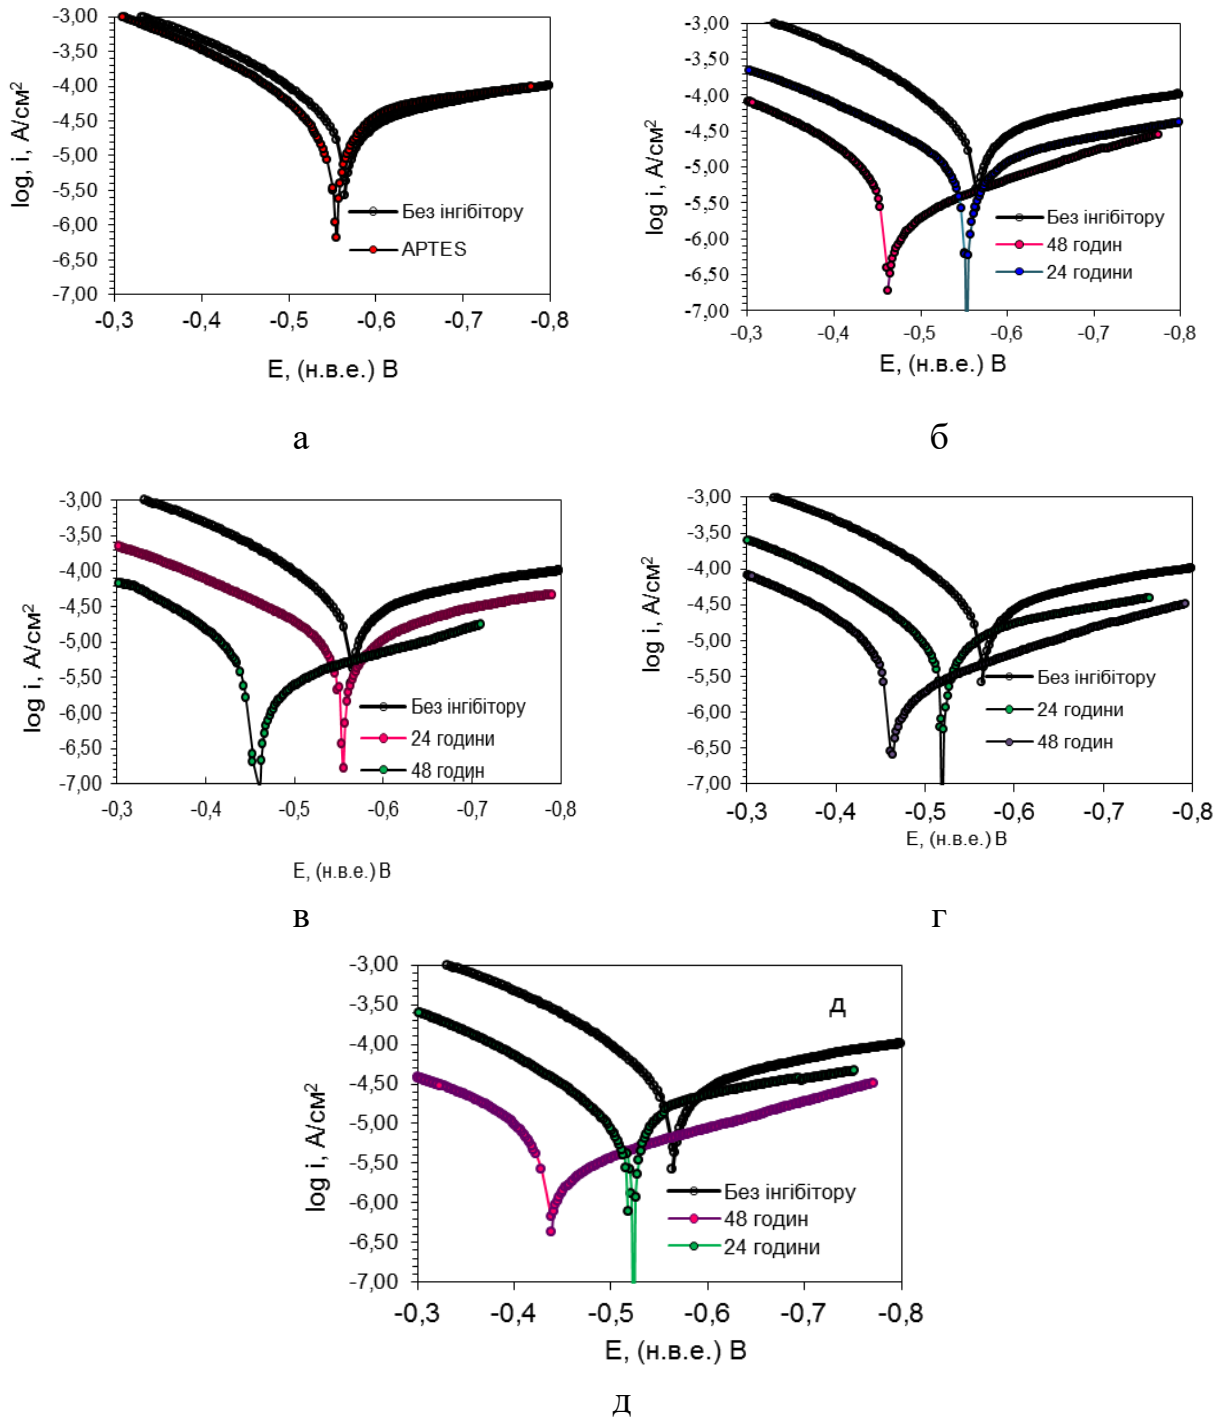 -3,00
-3,50
-4,00
-4,50
-5,00
-5,50
-6,00
-6,50
-7,00
log, i, А/см²
Без інгібітору
APTES
-0,3 -0,4 -0,5 -0,6 -0,7 -0,8
Е, (н.в.е.) В
а
-3,00
-3,50
-4,00
-4,50
-5,00
-5,50
-6,00
-6,50
-7,00
log i, А/см²
Без інгібітору
48 годин
24 години
-0,3 -0,4 -0,5 -0,6 -0,7 -0,8
Е, (н.в.е.) В
б
-3,00
-3,50
-4,00
-4,50
-5,00
-5,50
-6,00
-6,50
-7,00
log i, А/см²
Без інгібітору
24 години
48 годин
-0,3 -0,4 -0,5 -0,6 -0,7 -0,8
Е, (н.в.е.) В
в
-3,00
-3,50
-4,00
-4,50
-5,00
-5,50
-6,00
-6,50
-7,00
log i, А/см²
Без інгібітору
24 години
48 годин
-0,3 -0,4 -0,5 -0,6 -0,7 -0,8
Е, (н.в.е.) В
г
-3,00
-3,50
-4,00
-4,50
-5,00
-5,50
-6,00
-6,50
-7,00
log i, А/см²
д
Без інгібітору
48 годин
24 години
-0,3 -0,4 -0,5 -0,6 -0,7 -0,8
Е, (н.в.е.) В
д